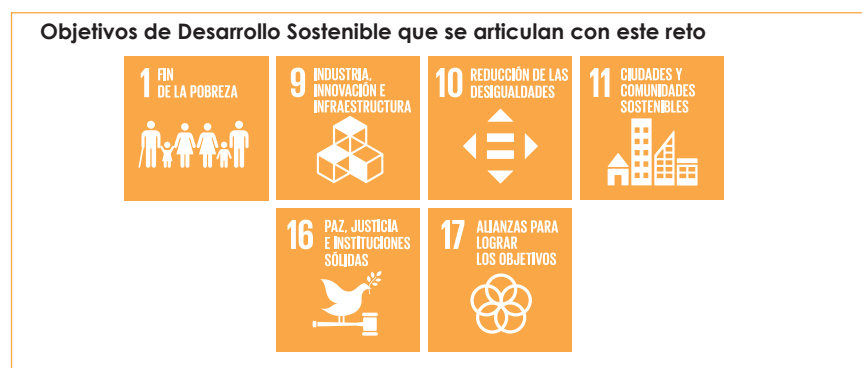 Objetivos de Desarrollo Sostenible que se articulan con este reto
1 FIN
DE LA POBREZA
9 INDUSTRIA,
INNOVACIÓN E
INFRAESTRUCTURA
10 REDUCCIÓN DE LAS
DESIGUALDADES
11 CIUDADES Y
COMUNIDADES
SOSTENIBLES
16 PAZ, JUSTICIA
E INSTITUCIONES
SÓLIDAS
17 ALIANZAS PARA
LOGRAR
LOS OBJETIVOS